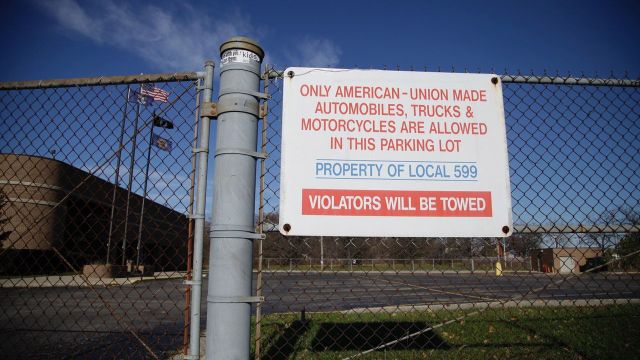 ONLY AMERICAN-UNION MADE
AUTOMOBILES, TRUCKS &
MOTORCYCLES ARE ALLOWED
IN THIS PARKING LOT
PROPERTY OF LOCAL 599
VIOLATORS WILL BE TOWED